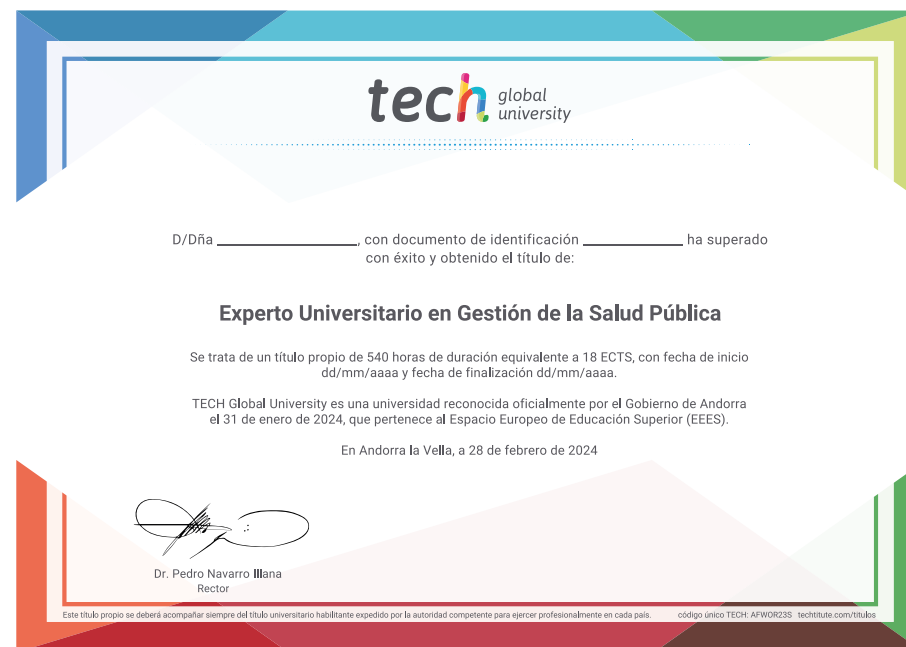 tech global university
D/Dña ______________, con documento de identificación __________ ha superado
con éxito y obtenido el título de:
Experto Universitario en Gestión de la Salud Pública
Se trata de un título propio de 540 horas de duración equivalente a 18 ECTS, con fecha de inicio
dd/mm/aaaa y fecha de finalización dd/mm/aaaa.
TECH Global University es una universidad reconocida oficialmente por el Gobierno de Andorra
el 31 de enero de 2024, que pertenece al Espacio Europeo de Educación Superior (EEES).
En Andorra la Vella, a 28 de febrero de 2024
Dr. Pedro Navarro Illana
Rector
Este título propio se deberá acompañar siempre del título universitario habilitante expedido por la autoridad competente para ejercer profesionalmente en cada país. código único TECH: AFWOR23S techtitute.com/titulos